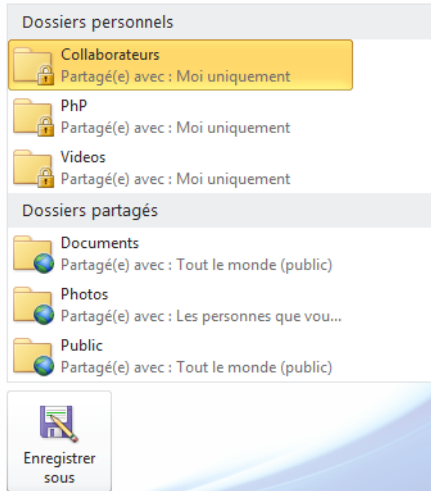 Dossiers personnels
Collaborateurs
Partagé(e) avec : Moi uniquement
PhP
Partagé(e) avec : Moi uniquement
Videos
Partagé(e) avec : Moi uniquement
Dossiers partagés
Documents
Partagé(e) avec : Tout le monde (public)
Photos
Partagé(e) avec : Les personnes que vou...
Public
Partagé(e) avec : Tout le monde (public)
Enregistrer
sous